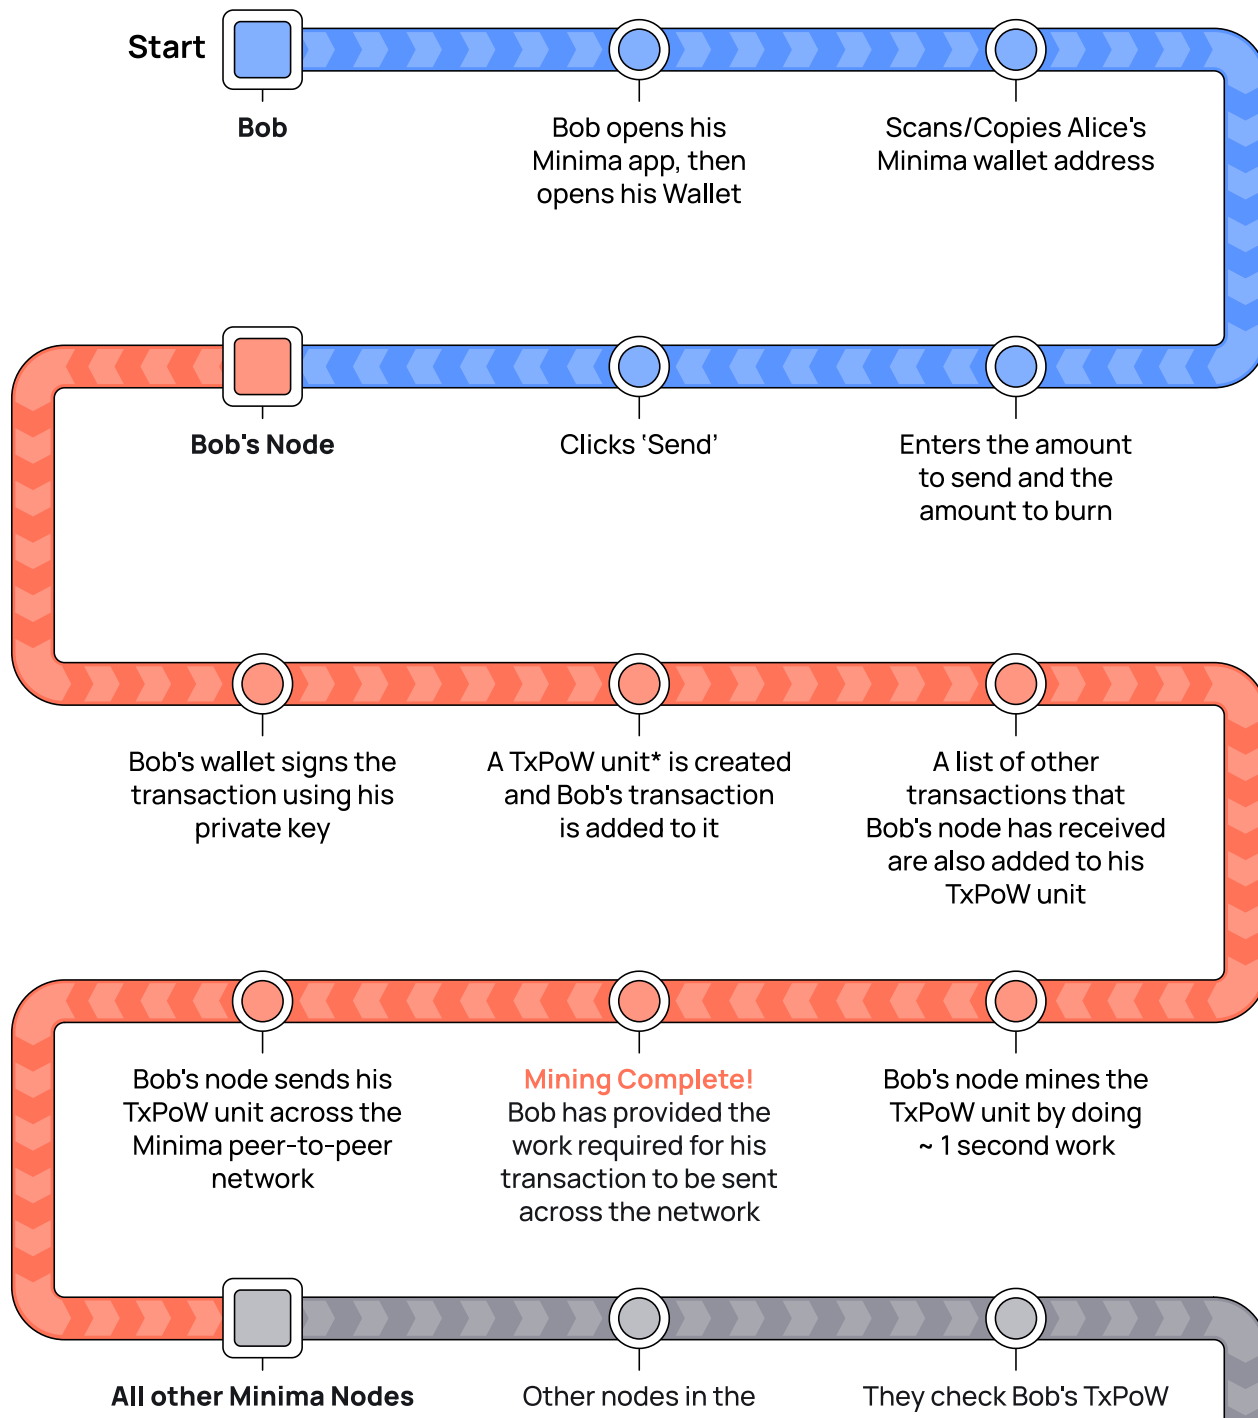 Start
Bob
Bob opens his
Minima app, then
opens his Wallet
Scans/Copies Alice's
Minima wallet address
Enters the amount
to send and the
amount to burn
Clicks ‘Send’
Bob's Node
Bob's wallet signs the
transaction using his
private key
A TxPoW unit* is created
and Bob's transaction
is added to it
A list of other
transactions that
Bob's node has received
are also added to his
TxPoW unit
Bob's node mines the
TxPoW unit by doing
~ 1 second work
Mining Complete!
Bob has provided the
work required for his
transaction to be sent
across the network
Bob's node sends his
TxPoW unit across the
Minima peer-to-peer
network
All other Minima Nodes
Other nodes in the
They check Bob's TxPoW